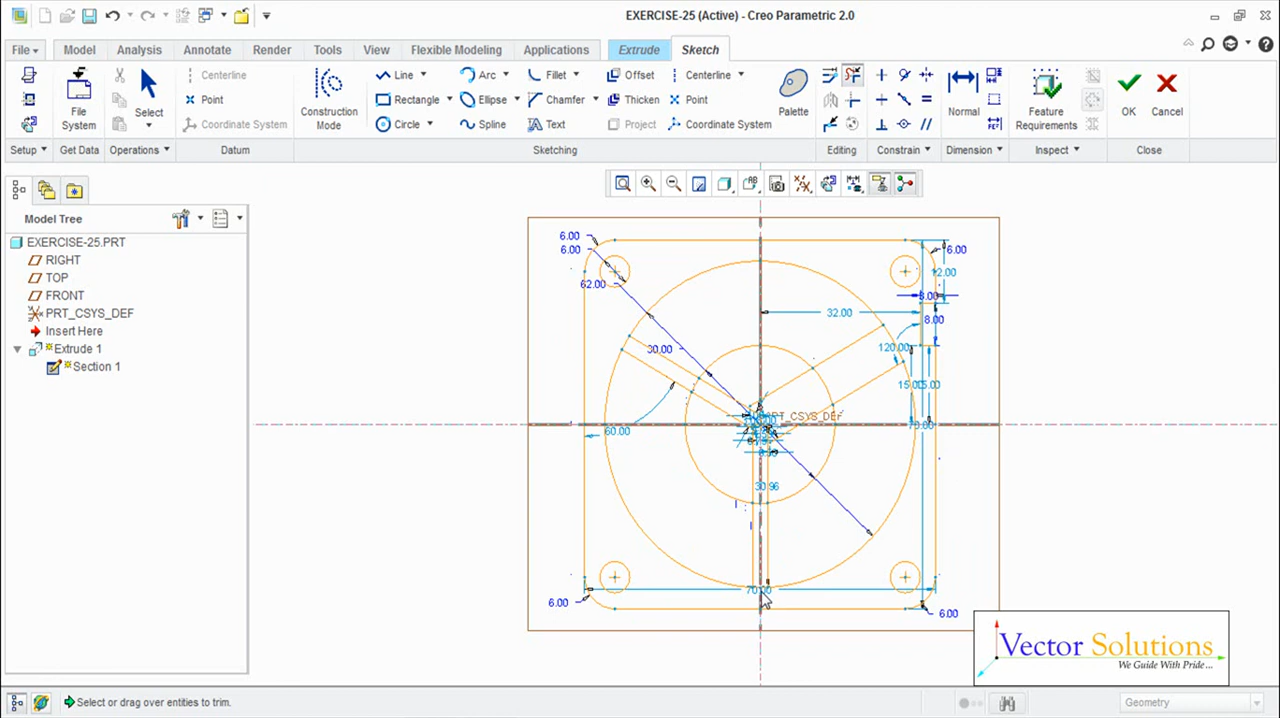 EXERCISE-25 (Active) - Creo Parametric 2.0
File Model Analysis Annotate Render Tools View Flexible Modeling Applications Extrude Sketch
Centerline Line Arc Fillet Offset Centerline
Point Rectangle Ellipse Chamfer Thicken Point
Coordinate System Circle Spline Text Project Coordinate System
File System
Select
Construction Mode
Palette
Normal
Feature Requirements
OK
Cancel
Setup Get Data Operations Datum Sketching Editing Constrain Dimension Inspect Close
Model Tree
EXERCISE-25.PRT
RIGHT
TOP
FRONT
PRT_CSYS_DEF
Insert Here
Extrude 1
Section 1
6.00
6.00
6.00
62.00
12.00
8.00
32.00
8.00
30.00
120.00
15.00
PRT_CSYS_DEF
60.00
70.00
30.96
70.00
6.00
6.00
Vector Solutions
We Guide With Pride...
Select or drag over entities to trim.
Geometry